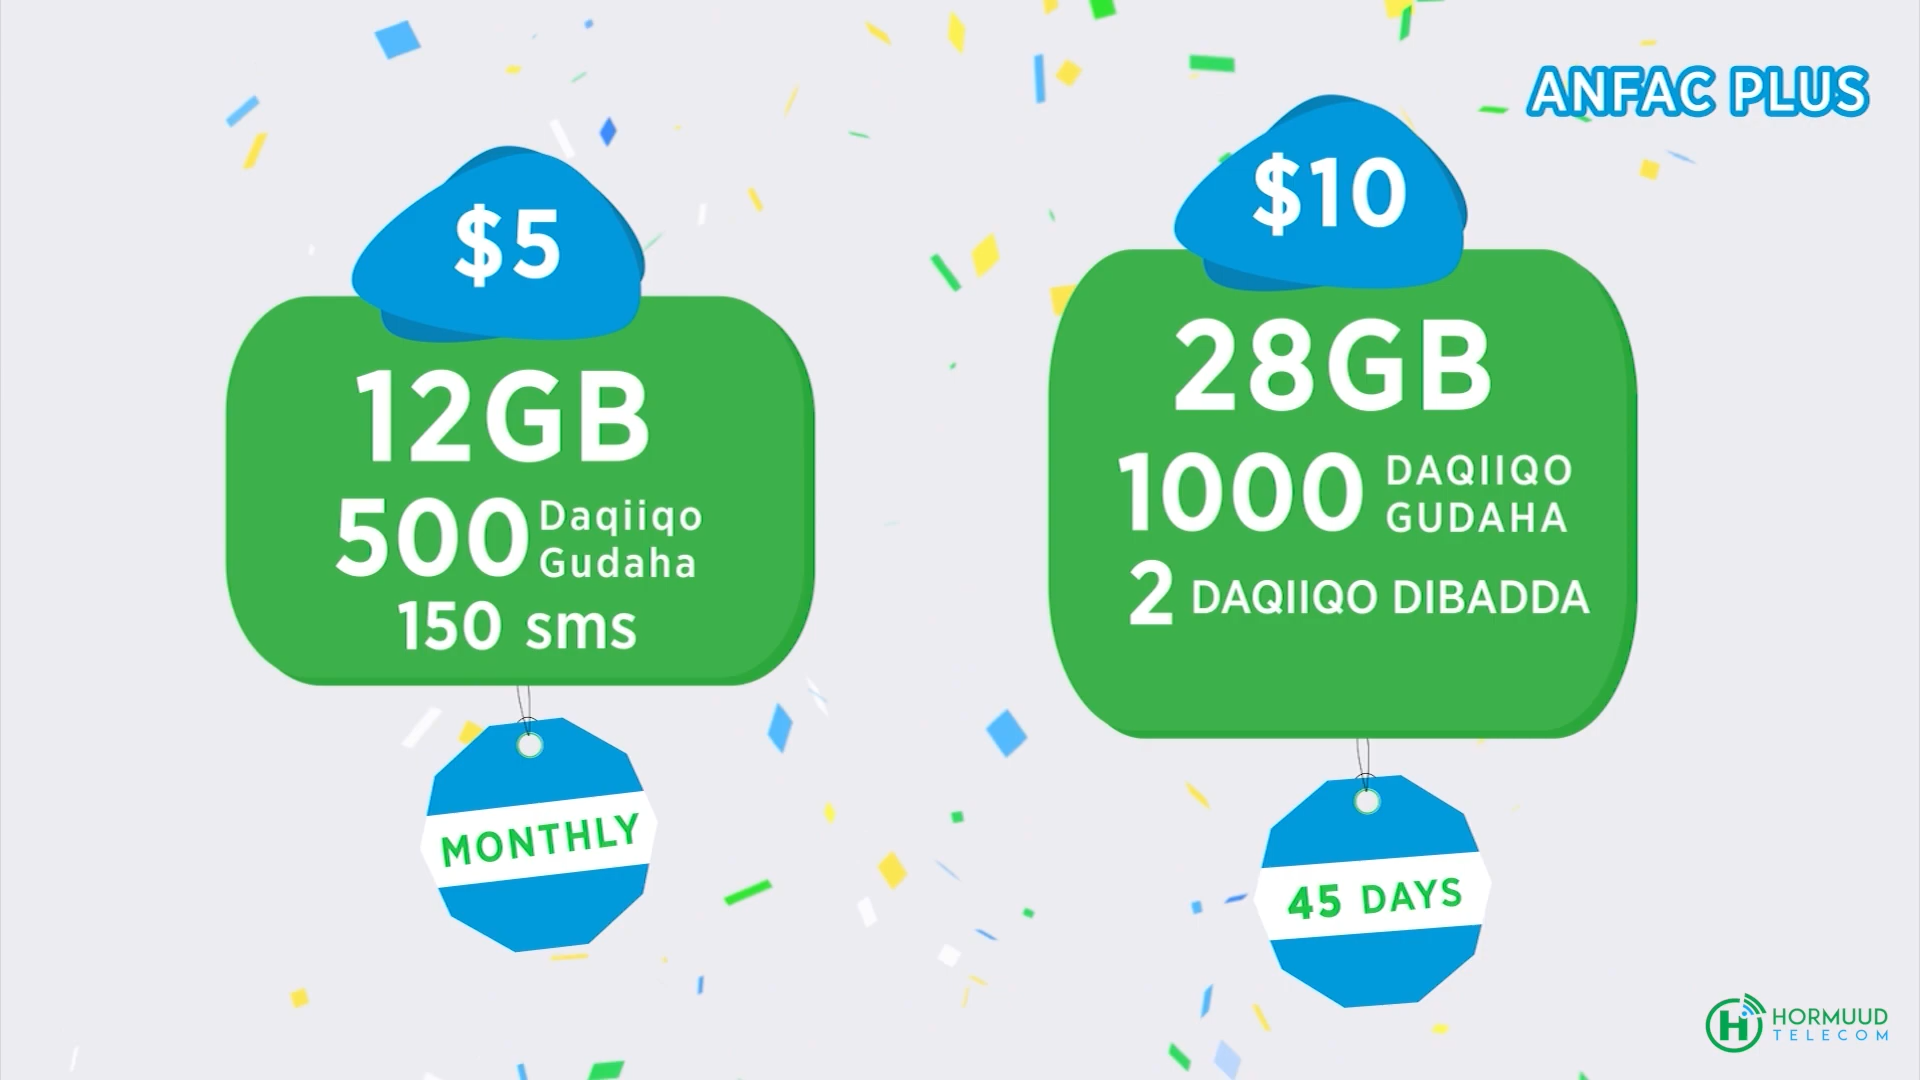 ANFAC PLUS
$5
12GB
500 Daqiiqo
Gudaha
150 sms
MONTHLY
$10
28GB
1000 DAQIIQO
GUDAHA
2 DAQIIQO DIBADDA
45 DAYS
HORMUUD
TELECOM